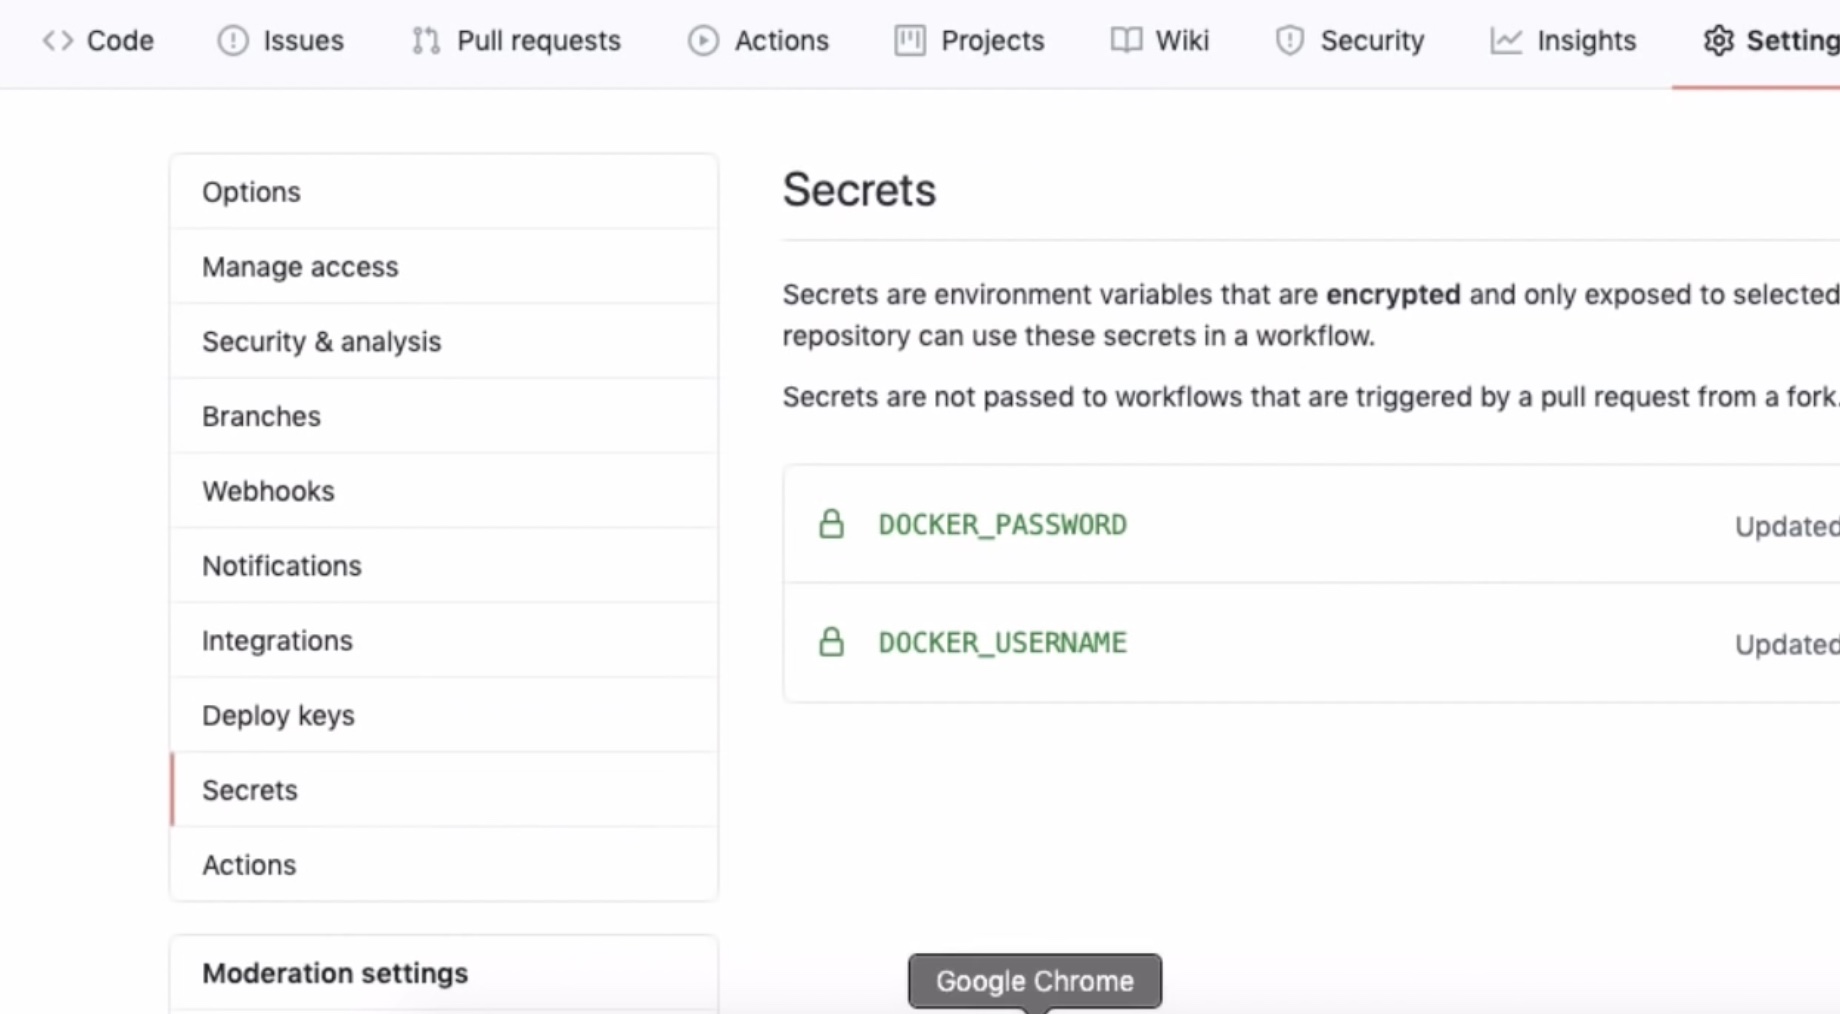 Code Issues Pull requests Actions Projects Wiki Security Insights Setting
Options
Manage access
Security & analysis
Branches
Webhooks
Notifications
Integrations
Deploy keys
Secrets
Actions
Moderation settings
Secrets
Secrets are environment variables that are encrypted and only exposed to selected
repository can use these secrets in a workflow.
Secrets are not passed to workflows that are triggered by a pull request from a fork.
DOCKER_PASSWORD Updated
DOCKER_USERNAME Updated
Google Chrome